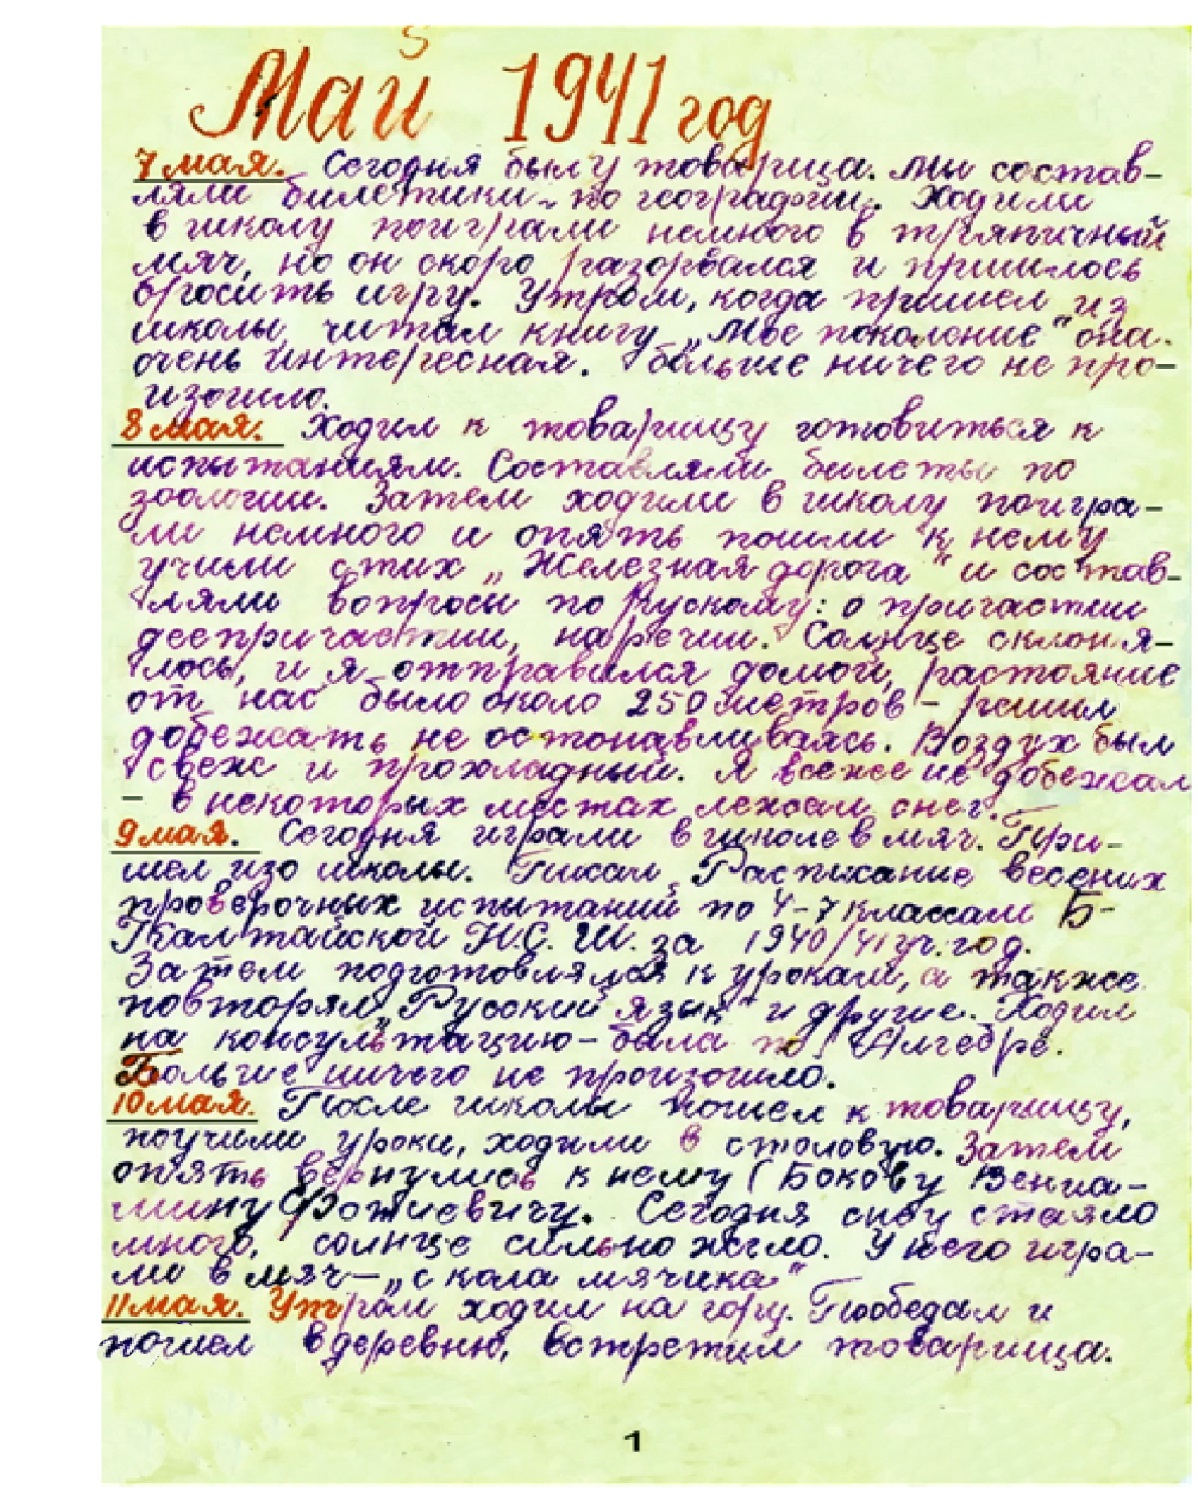 5
Май 1941 год
7 мая. Сегодня был у товарища. Мы состав-
ляли билетики по географии. Ходили
в школу поиграли немного в тряпичный
мяч, но он скоро разорвался и пришлось
бросить игру. Утром, когда пришел из
школы, читал книгу „Мое поколение" она
очень интересная. Больше ничего не про-
изошло.
8 мая. Ходил к товарищу готовиться к
испытаниям. Составляли билеты по
зоологии. Затем ходили в школу поигра-
ли немного и опять пошли к нему
учили стих „Железная дорога" и состав-
ляли вопросы по Рускому: о причастии
деепричастии, наречии. Солнце склоня-
лось, и я отправился домой, растояние
от нас было около 250 метров - решил
добежать не остонавливаясь. Воздух был
свеж и прохладный. Я все же не добежал
- в некоторых местах лежал снег.
9 мая. Сегодня играли в школе в мяч. При-
шел изо школы. Писал „Расписание весених
проверочных испытаний по 4-7 классам Б-
Калтайской Н.С.Ш. за 1940/41 уч. год.
Затем подготовлялся к урокам, а также
повторял „Русский язык" и другие. Ходил
на консультацию - была по Алгебре.
Больше ничего не произошло.
10 мая. После школы пошел к товарищу,
поучили уроки, ходили в столовую. Затем
опять вернулись к нему (Бокову Вениа-
мину Фотиевичу. Сегодня снегу стаяло
много, солнце сильно жгло. У него игра-
ли в мяч - „с кола мячика"
11 мая. Утром ходил на гору. Пообедал и
пошел в деревню, встретил товарища.
1